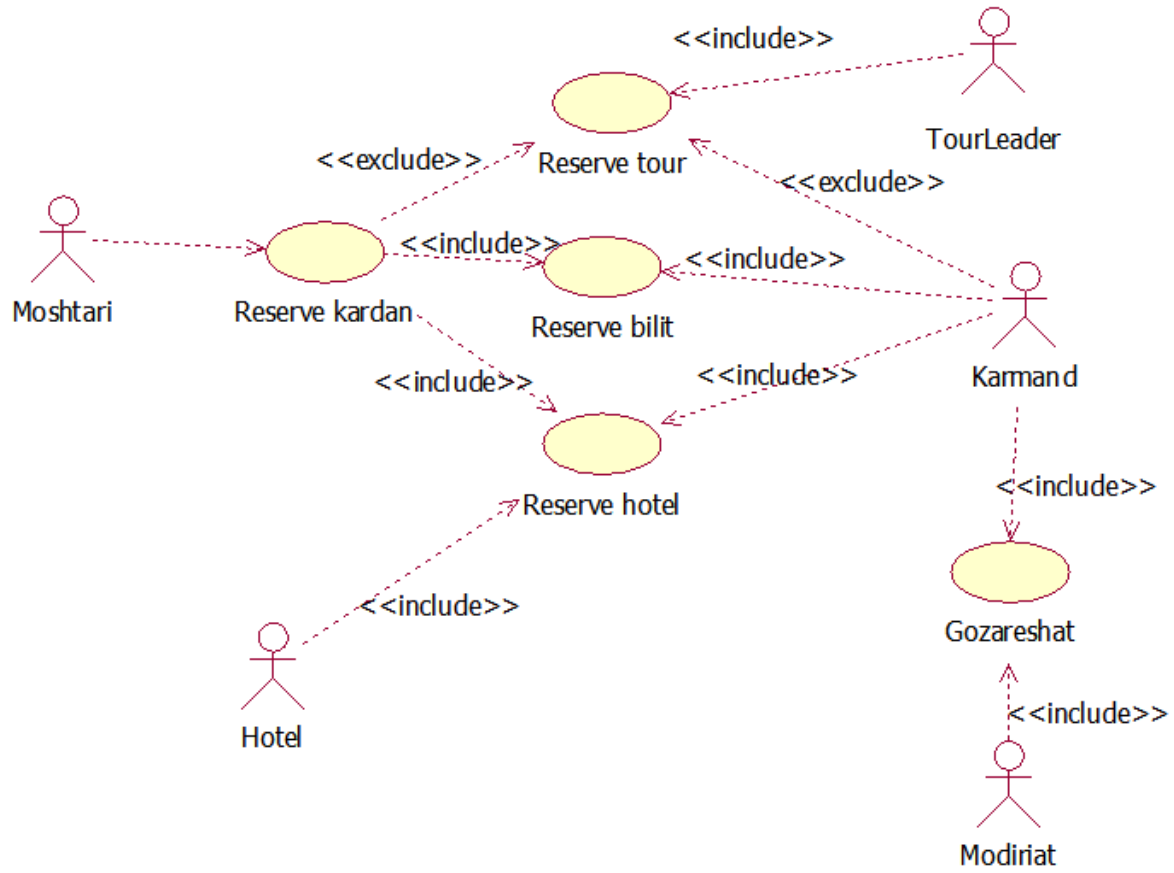 <<include>>
TourLeader
Reserve tour
<<exclude>>
<<exclude>>
<<include>>
<<include>>
Moshtari
Reserve kardan
Reserve bilit
<<include>>
<<include>>
Karmand
Reserve hotel
<<include>>
<<include>>
Gozareshat
Hotel
<<include>>
Modiriat